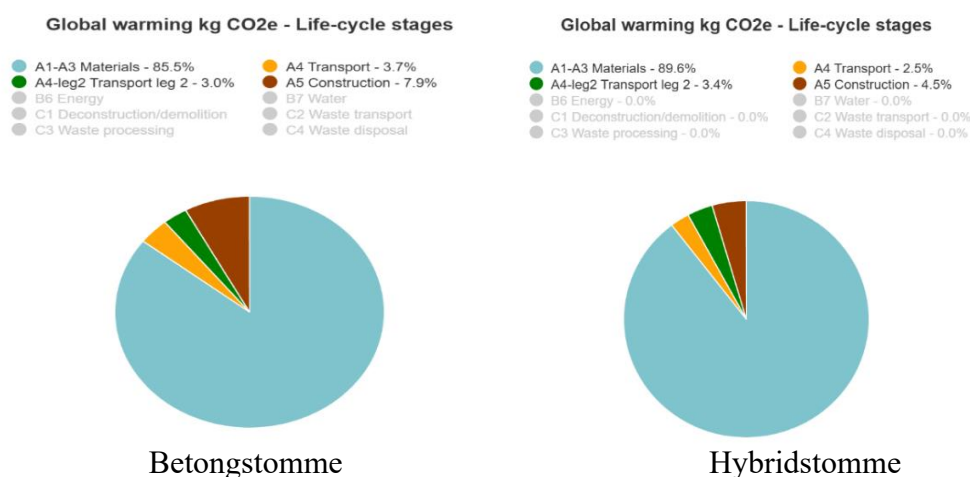 Global warming kg CO2e - Life-cycle stages
A1-A3 Materials - 85.5%
A4 Transport - 3.7%
A4-leg2 Transport leg 2 - 3.0%
A5 Construction - 7.9%
B6 Energy
B7 Water
C1 Deconstruction/demolition
C2 Waste transport
C3 Waste processing
C4 Waste disposal
Betongstomme
Global warming kg CO2e - Life-cycle stages
A1-A3 Materials - 89.6%
A4 Transport - 2.5%
A4-leg2 Transport leg 2 - 3.4%
A5 Construction - 4.5%
B6 Energy - 0.0%
B7 Water - 0.0%
C1 Deconstruction/demolition - 0.0%
C2 Waste transport - 0.0%
C3 Waste processing - 0.0%
C4 Waste disposal - 0.0%
Hybridstomme